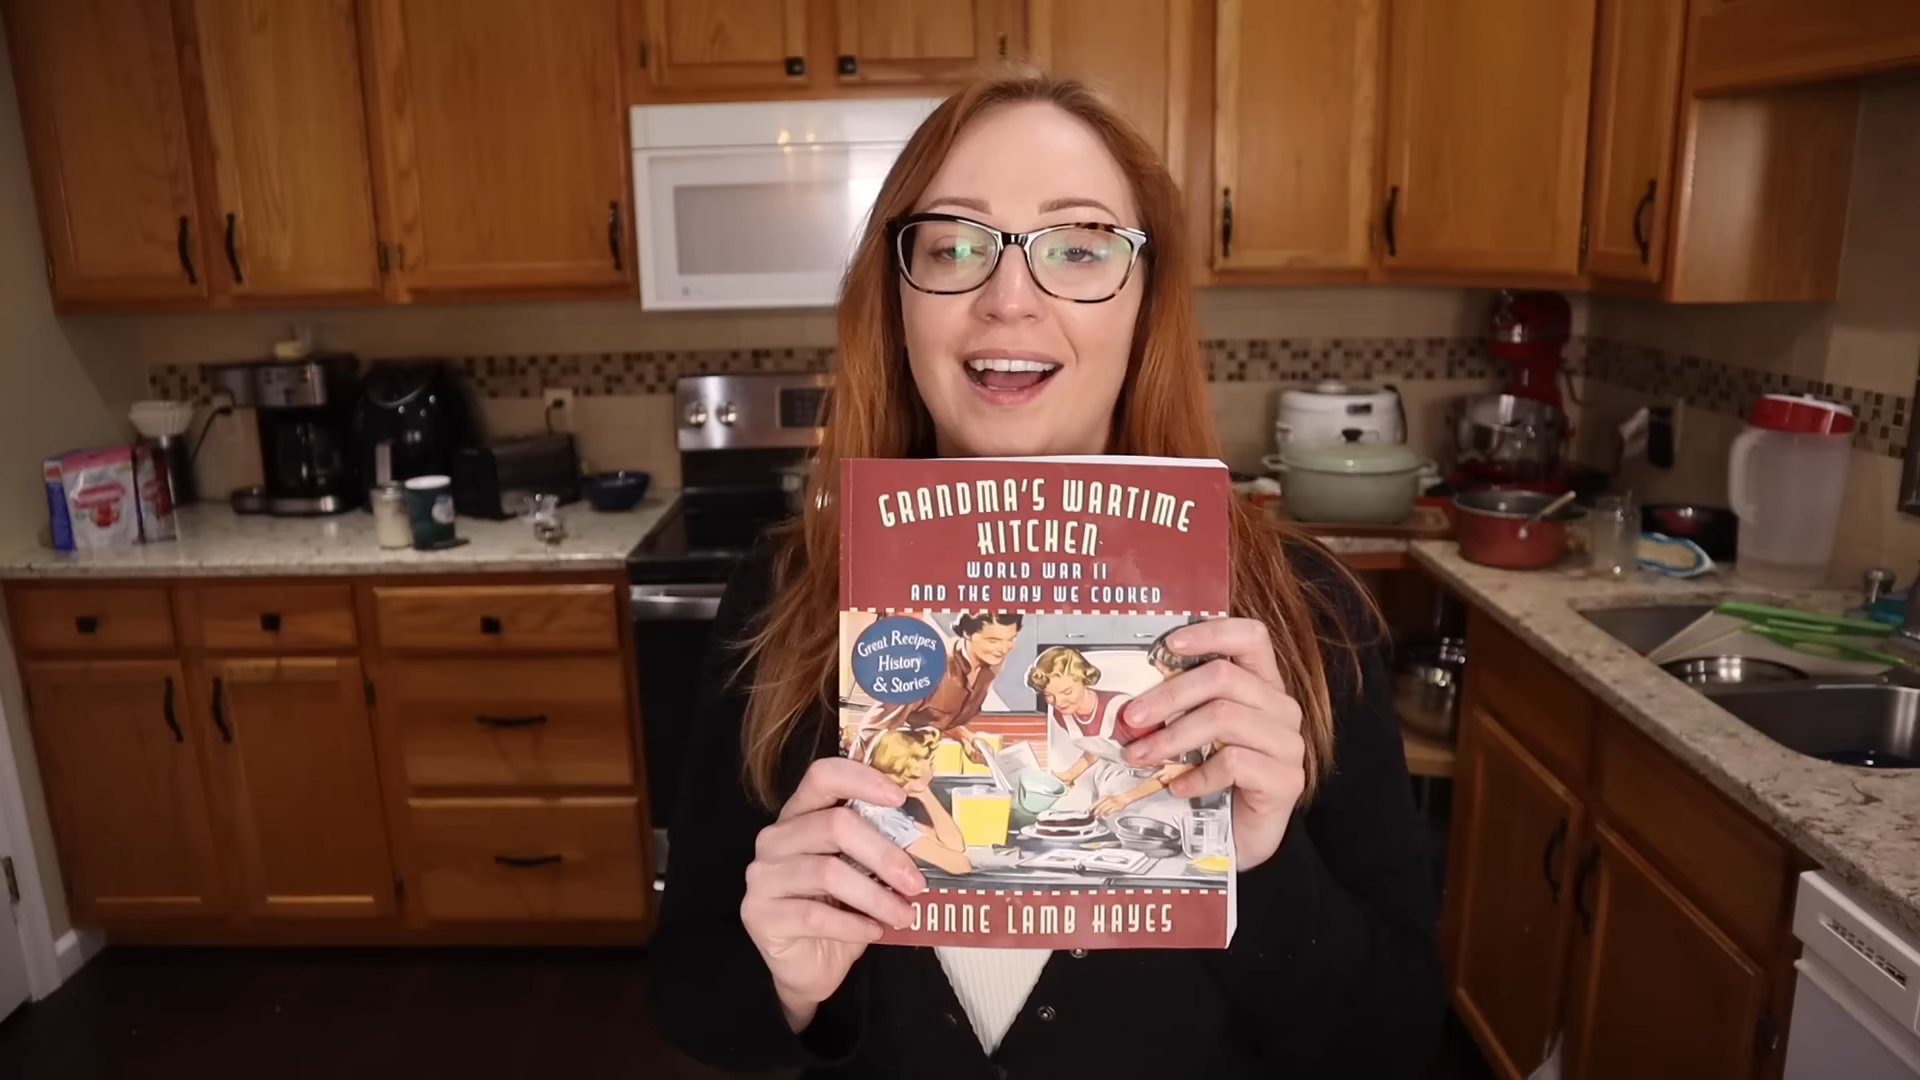 GRANDMA'S WARTIME
KITCHEN
WORLD WAR II
AND THE WAY WE COOKED
Great Recipes,
History
& Stories
JOANNE LAMB HAYES